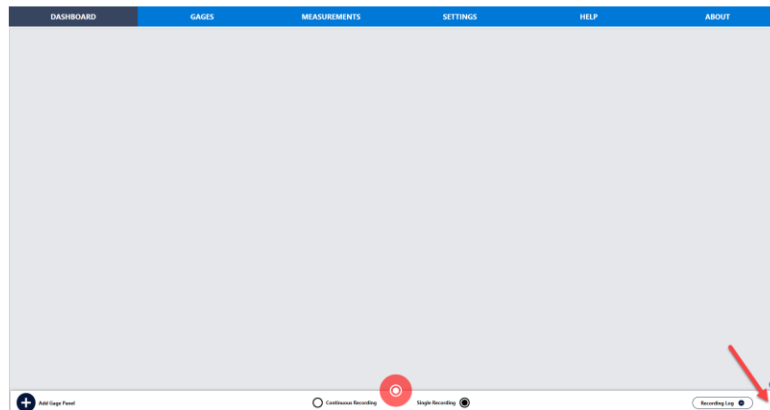 DASHBOARD GAGES MEASUREMENTS SETTINGS HELP ABOUT
Add Gage Panel Continuous Recording Single Recording Recording Log